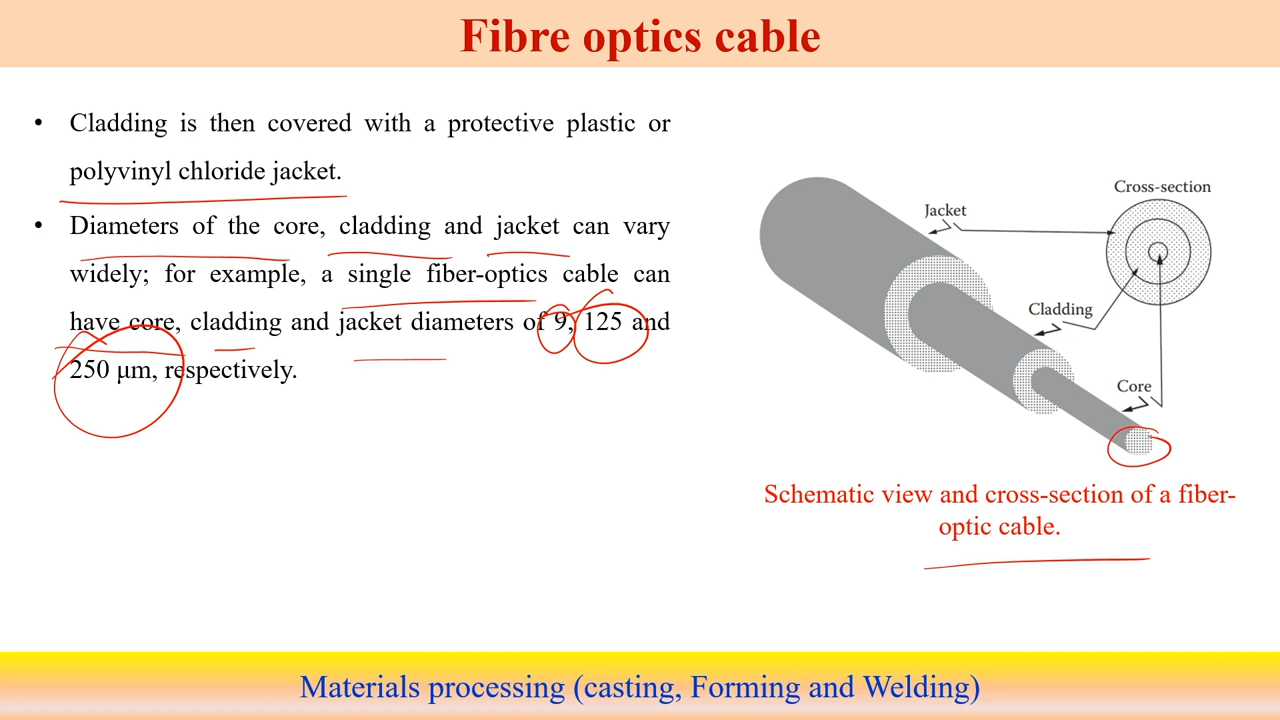 Fibre optics cable
• Cladding is then covered with a protective plastic or
polyvinyl chloride jacket.
• Diameters of the core, cladding and jacket can vary
widely; for example, a single fiber-optics cable can
have core, cladding and jacket diameters of 9, 125 and
250 μm, respectively.
Cross-section
Jacket
Cladding
Core
Schematic view and cross-section of a fiber-
optic cable.
Materials processing (casting, Forming and Welding)